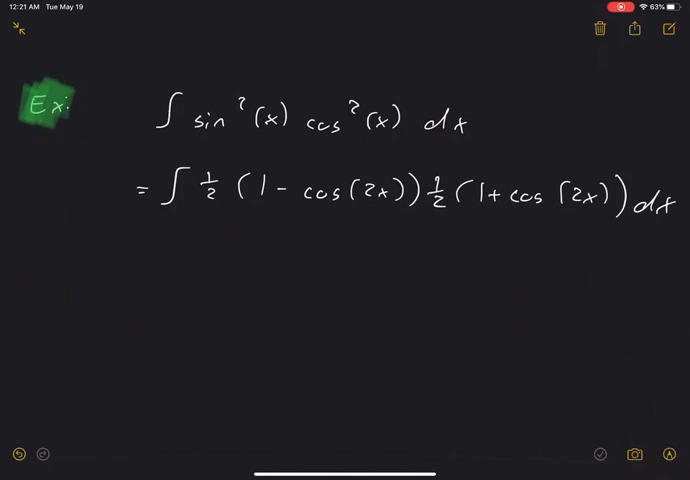 12:21 AM Tue May 19
63%
Ex:
∫ sin²(x) cos²(x) dx
= ∫ ½ (1 - cos(2x)) ½ (1 + cos(2x)) dx